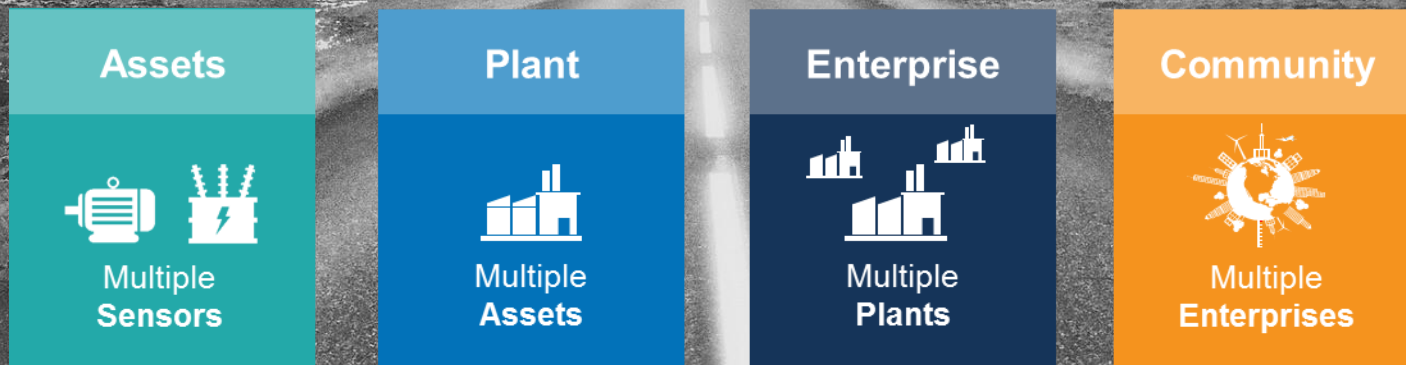 Assets
Multiple
Sensors
Plant
Multiple
Assets
Enterprise
Multiple
Plants
Community
Multiple
Enterprises